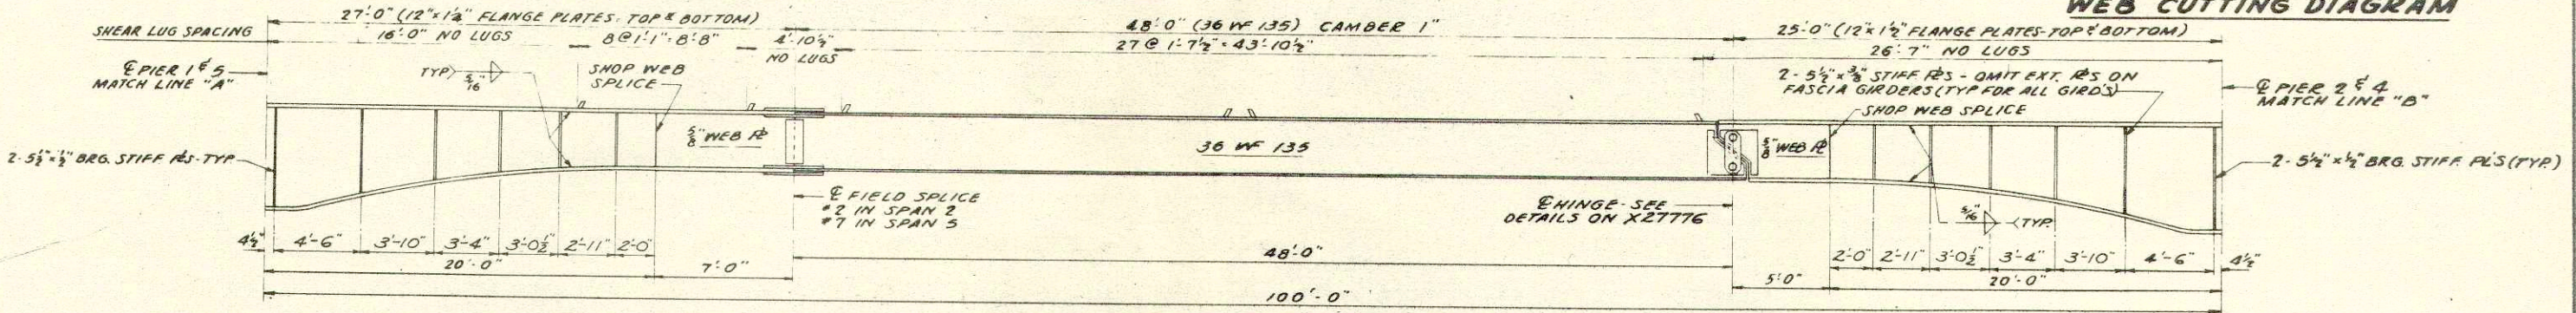 WEB CUTTING DIAGRAM
27'-0" (12"x1¼" FLANGE PLATES-TOP & BOTTOM)
48'-0" (36 WF 135) CAMBER 1"
25'-0" (12"x1½" FLANGE PLATES-TOP & BOTTOM)
SHEAR LUG SPACING
16'-0" NO LUGS
8@1'-1"=8'-8"
4'-10½"
NO LUGS
27 @ 1'-7½" = 43'-10½"
26'-7" NO LUGS
℄ PIER 1 & 5
MATCH LINE "A"
TYP
5/16
SHOP WEB
SPLICE
2-5½"x⅜" STIFF. PLS - OMIT EXT. PLS ON
FASCIA GIRDERS (TYP FOR ALL GIRD'S)
SHOP WEB SPLICE
℄ PIER 2 & 4
MATCH LINE "B"
⅝" WEB PL
36 WF 135
⅝" WEB PL
2-5½"x½" BRG. STIFF PLS-TYP
2-5½"x½" BRG. STIFF. PL'S (TYP.)
℄ FIELD SPLICE
#2 IN SPAN 2
#7 IN SPAN 5
℄ HINGE-SEE
DETAILS ON X27776
5/16
TYP.
4½" 4'-6" 3'-10" 3'-4" 3'-0½" 2'-11" 2'-0"
2'-0" 2'-11" 3'-0½" 3'-4" 3'-10" 4'-6" 4½"
20'-0" 7'-0" 48'-0" 5'-0" 20'-0"
100'-0"